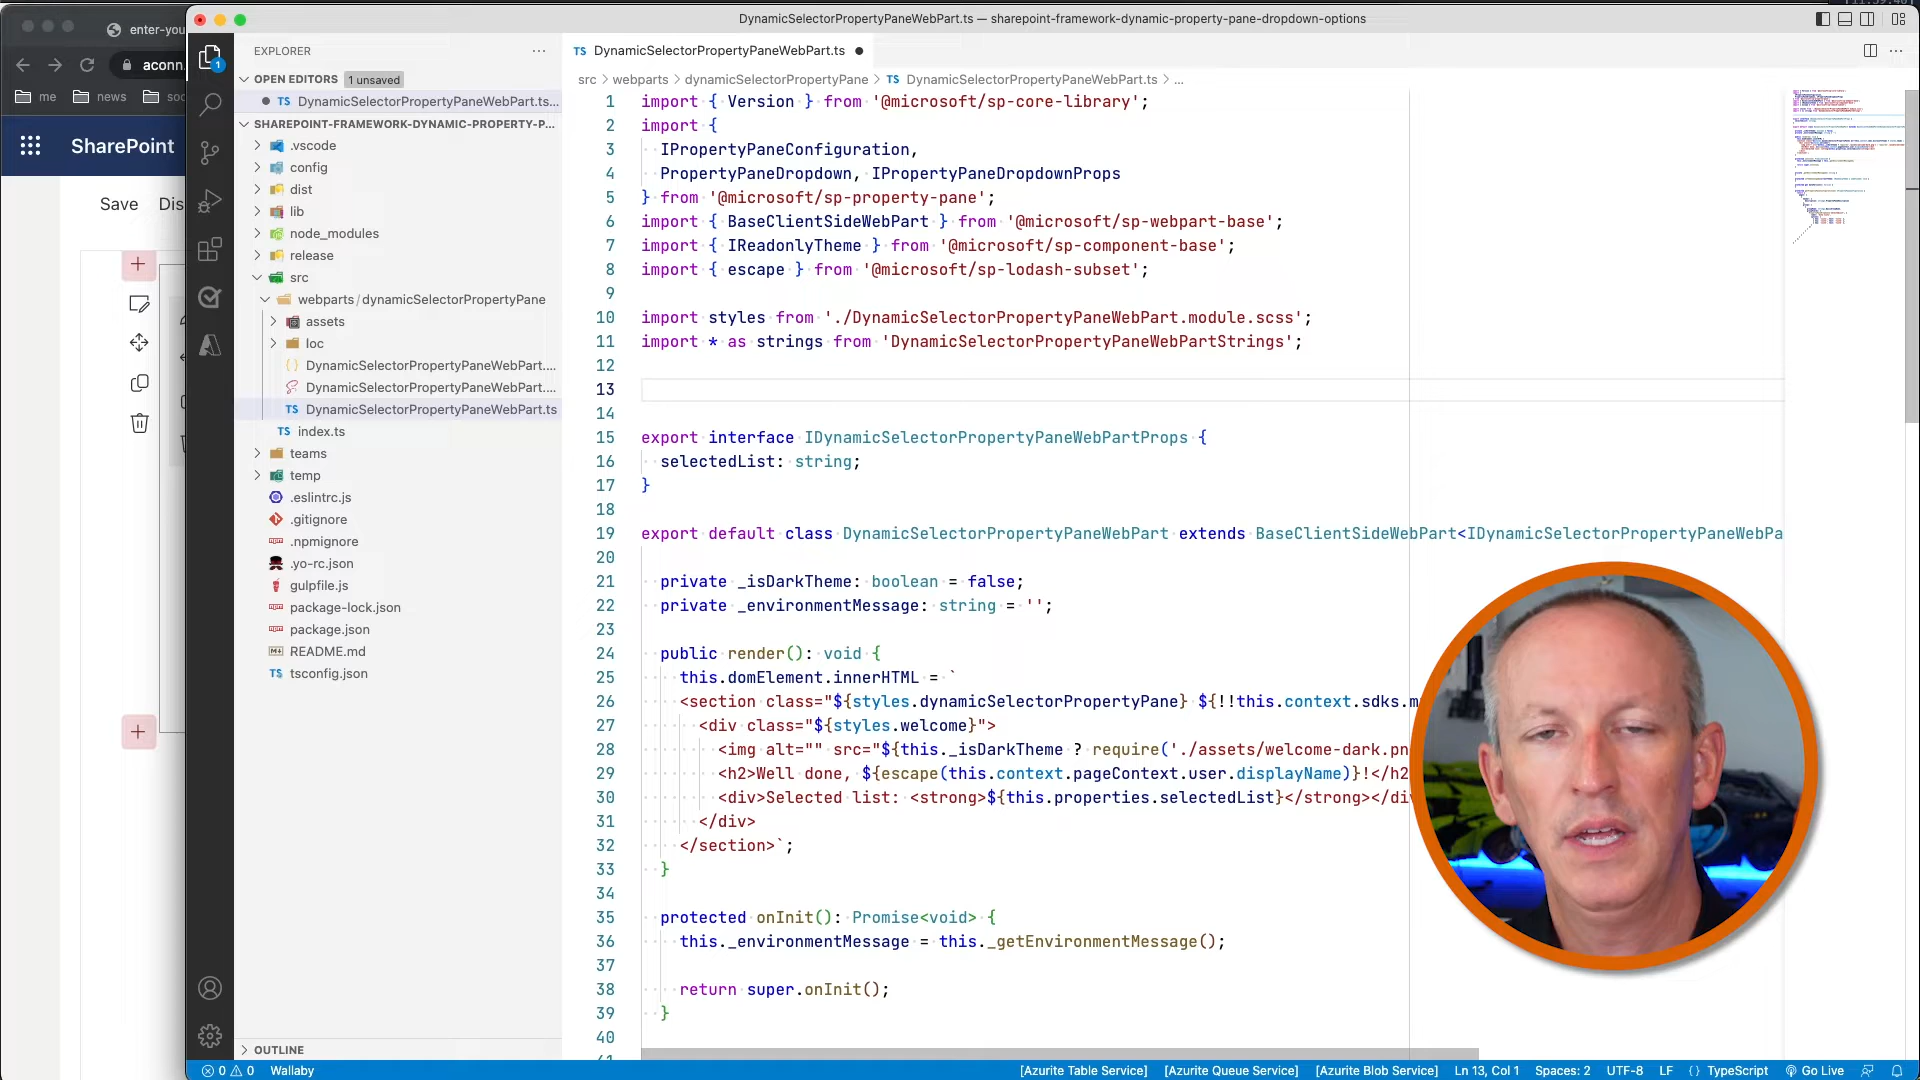 DynamicSelectorPropertyPaneWebPart.ts — sharepoint-framework-dynamic-property-pane-dropdown-options
enter-you
aconn.
me
news
soc
SharePoint
Save
Dis
EXPLORER
OPEN EDITORS
1 unsaved
TS DynamicSelectorPropertyPaneWebPart.ts...
SHAREPOINT-FRAMEWORK-DYNAMIC-PROPERTY-P...
.vscode
config
dist
lib
node_modules
release
src
webparts/dynamicSelectorPropertyPane
assets
loc
DynamicSelectorPropertyPaneWebPart....
DynamicSelectorPropertyPaneWebPart....
TS DynamicSelectorPropertyPaneWebPart.ts
TS index.ts
teams
temp
.eslintrc.js
.gitignore
.npmignore
.yo-rc.json
gulpfile.js
package-lock.json
package.json
README.md
TS tsconfig.json
OUTLINE
TS DynamicSelectorPropertyPaneWebPart.ts
src > webparts > dynamicSelectorPropertyPane > TS DynamicSelectorPropertyPaneWebPart.ts > ...
1 import { Version } from '@microsoft/sp-core-library';
2 import {
3 IPropertyPaneConfiguration,
4 PropertyPaneDropdown, IPropertyPaneDropdownProps
5 } from '@microsoft/sp-property-pane';
6 import { BaseClientSideWebPart } from '@microsoft/sp-webpart-base';
7 import { IReadonlyTheme } from '@microsoft/sp-component-base';
8 import { escape } from '@microsoft/sp-lodash-subset';
9
10 import styles from './DynamicSelectorPropertyPaneWebPart.module.scss';
11 import * as strings from 'DynamicSelectorPropertyPaneWebPartStrings';
12
13
14
15 export interface IDynamicSelectorPropertyPaneWebPartProps {
16 selectedList: string;
17 }
18
19 export default class DynamicSelectorPropertyPaneWebPart extends BaseClientSideWebPart<IDynamicSelectorPropertyPaneWebPa
20
21 private _isDarkTheme: boolean = false;
22 private _environmentMessage: string = '';
23
24 public render(): void {
25 this.domElement.innerHTML = `
26 <section class="${styles.dynamicSelectorPropertyPane} ${!!this.context.sdks.m
27 <div class="${styles.welcome}">
28 <img alt="" src="${this._isDarkTheme ? require('./assets/welcome-dark.pn
29 <h2>Well done, ${escape(this.context.pageContext.user.displayName)}!</h2
30 <div>Selected list: <strong>${this.properties.selectedList}</strong></di
31 </div>
32 </section>`;
33 }
34
35 protected onInit(): Promise<void> {
36 this._environmentMessage = this._getEnvironmentMessage();
37
38 return super.onInit();
39 }
40
0 0 Wallaby
[Azurite Table Service] [Azurite Queue Service] [Azurite Blob Service] Ln 13, Col 1 Spaces: 2 UTF-8 LF {} TypeScript Go Live